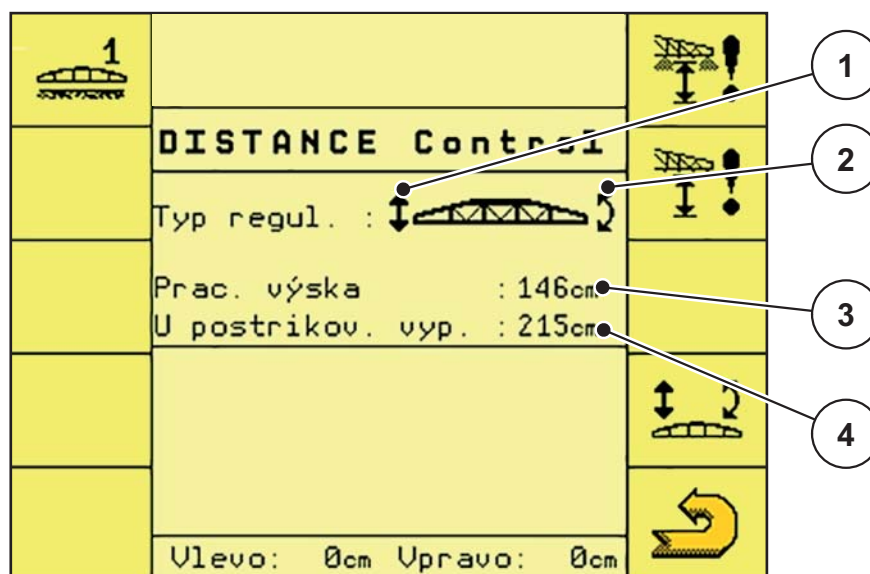 1
DISTANCE Control
Typ regul. :
Prac. výska : 146cm
U postrikov. vyp. : 215cm
Vlevo: 0cm Vpravo: 0cm
1
2
3
4